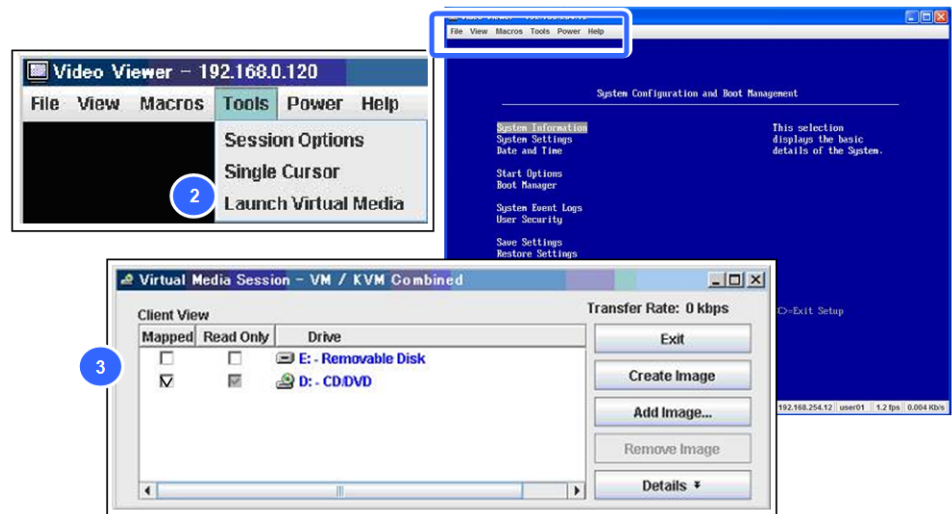 Video Viewer - 192.168.0.120
File View Macros Tools Power Help
Session Options
Single Cursor
2
Launch Virtual Media
File View Macros Tools Power Help
System Configuration and Boot Management
System Information
System Settings
Date and Time
Start Options
Boot Manager
System Event Logs
User Security
Save Settings
Restore Settings
This selection
displays the basic
details of the System.
=Exit Setup
192.168.254.12 user01 1.2 fps 0.004 Kb/s
3
Virtual Media Session - VM / KVM Combined
Client View
Transfer Rate: 0 kbps
Mapped Read Only Drive
E: - Removable Disk
D: - CD/DVD
Exit
Create Image
Add Image...
Remove Image
Details